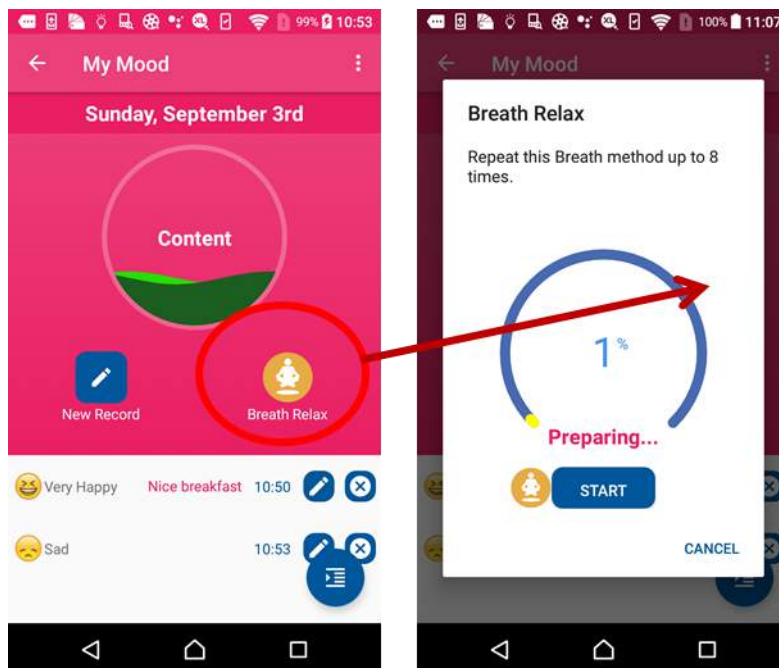 99% 10:53
My Mood
Sunday, September 3rd
Content
New Record
Breath Relax
Very Happy Nice breakfast 10:50
Sad 10:53
100% 11:07
My Mood
Breath Relax
Repeat this Breath method up to 8
times.
1%
Preparing...
START
CANCEL